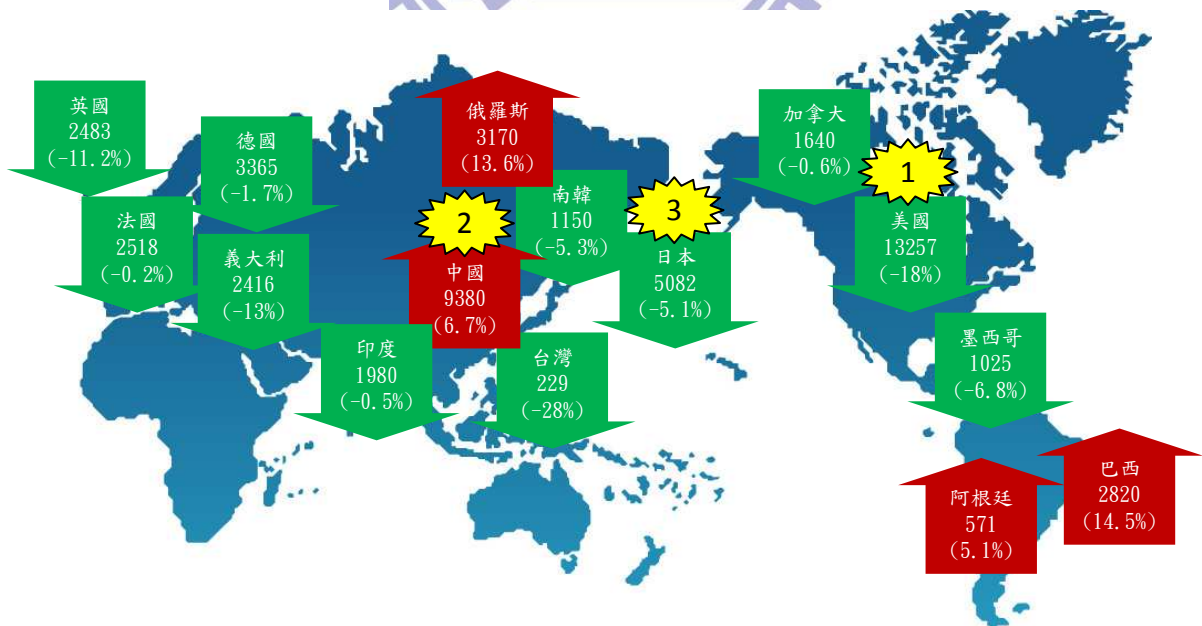 英國
2483
(-11.2%)
德國
3365
(-1.7%)
法國
2518
(-0.2%)
義大利
2416
(-13%)
俄羅斯
3170
(13.6%)
2
中國
9380
(6.7%)
南韓
1150
(-5.3%)
3
日本
5082
(-5.1%)
印度
1980
(-0.5%)
台灣
229
(-28%)
加拿大
1640
(-0.6%)
1
美國
13257
(-18%)
墨西哥
1025
(-6.8%)
阿根廷
571
(5.1%)
巴西
2820
(14.5%)